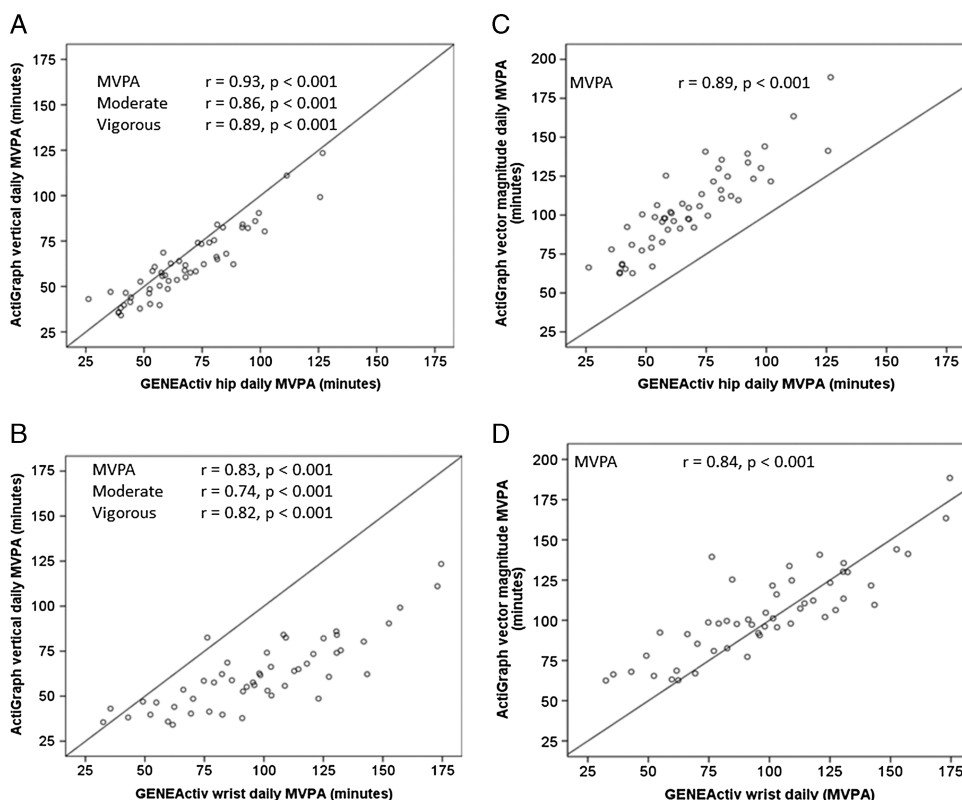 A
ActiGraph vertical daily MVPA (minutes)
175
150
125
100
75
50
25
MVPA r = 0.93, p < 0.001
Moderate r = 0.86, p < 0.001
Vigorous r = 0.89, p < 0.001
25 50 75 100 125 150 175
GENEActiv hip daily MVPA (minutes)
C
ActiGraph vector magnitude daily MVPA
(minutes)
200
175
150
125
100
75
50
25
MVPA r = 0.89, p < 0.001
25 50 75 100 125 150 175
GENEActiv hip daily MVPA (minutes)
B
ActiGraph vertical daily MVPA (minutes)
175
150
125
100
75
50
25
MVPA r = 0.83, p < 0.001
Moderate r = 0.74, p < 0.001
Vigorous r = 0.82, p < 0.001
25 50 75 100 125 150 175
GENEActiv wrist daily MVPA (minutes)
D
ActiGraph vector magnitude MVPA
(minutes)
200
175
150
125
100
75
50
25
MVPA r = 0.84, p < 0.001
25 50 75 100 125 150 175
GENEActiv wrist daily (MVPA)